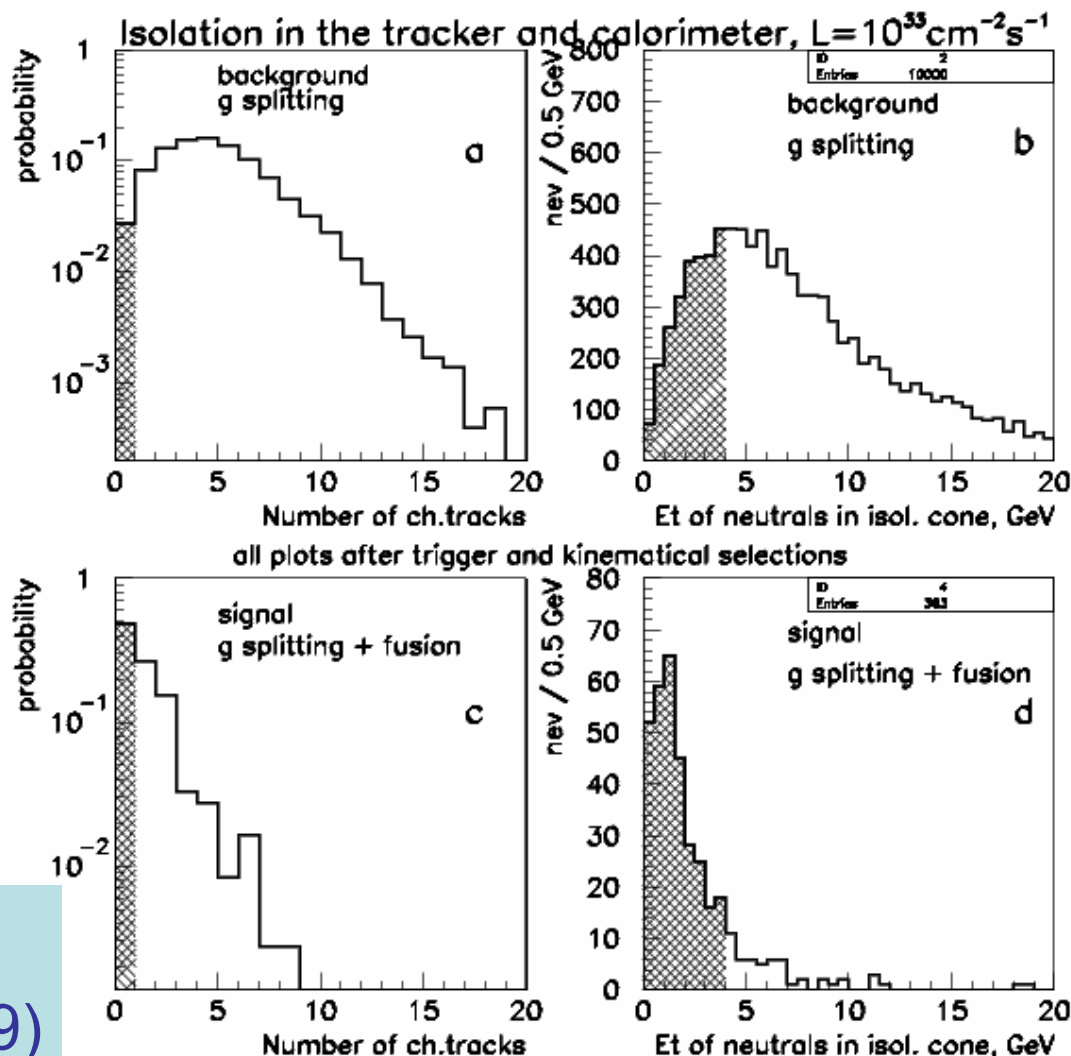 Isolation in the tracker and calorimeter, L=10³³cm⁻²s⁻¹
probability
1
10⁻¹
10⁻²
10⁻³
background
g splitting
a
0 5 10 15 20
Number of ch.tracks
nev / 0.5 GeV
800
700
600
500
400
300
200
100
0
ID 2
Entries 10000
background
g splitting
b
0 5 10 15 20
Et of neutrals in isol. cone, GeV
all plots after trigger and kinematical selections
probability
1
10⁻¹
10⁻²
signal
g splitting + fusion
c
0 5 10 15 20
Number of ch.tracks
nev / 0.5 GeV
80
70
60
50
40
30
20
10
0
ID 4
Entries
signal
g splitting + fusion
d
0 5 10 15 20
Et of neutrals in isol. cone, GeV
9)